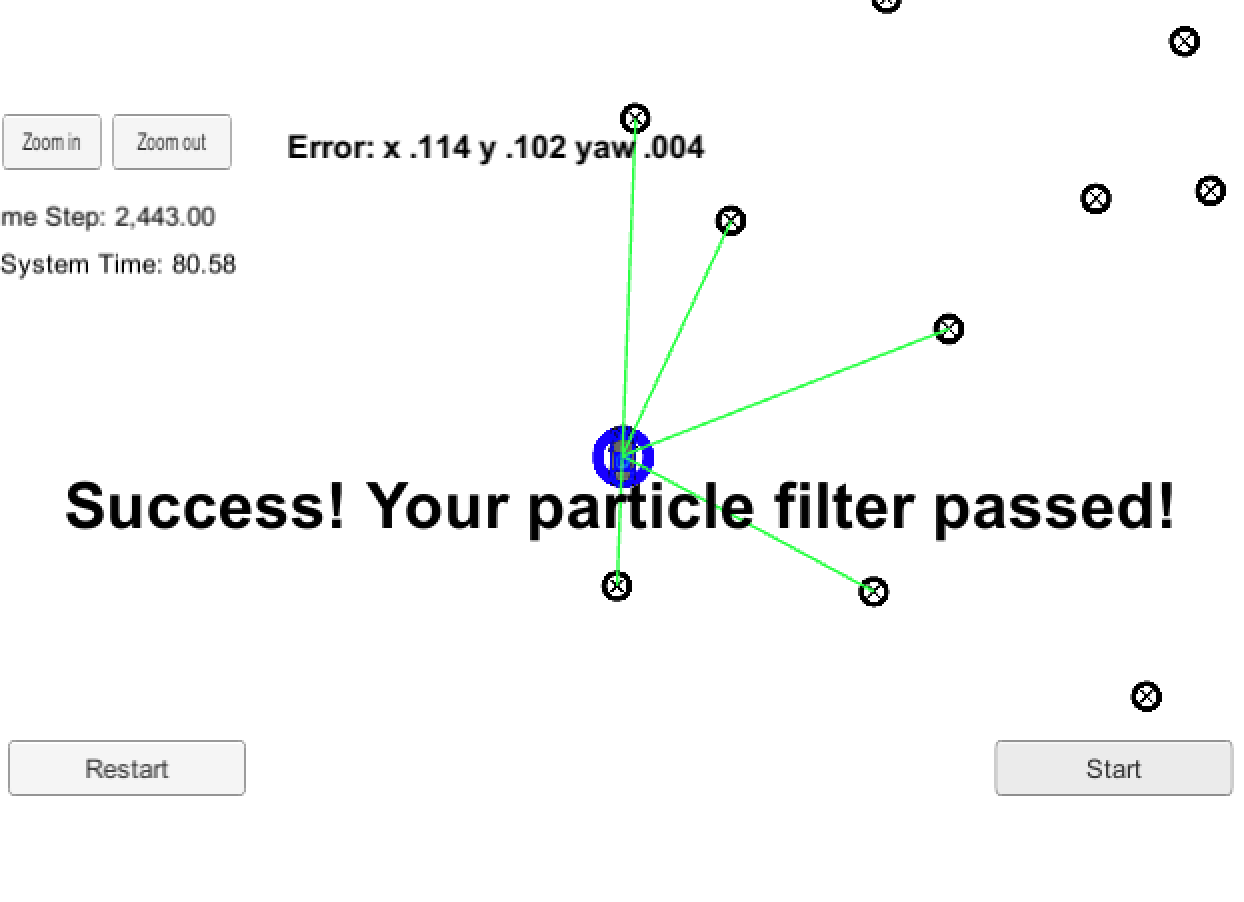 Zoom in
Zoom out
Error: x .114 y .102 yaw .004
me Step: 2,443.00
System Time: 80.58
Success! Your particle filter passed!
Restart
Start